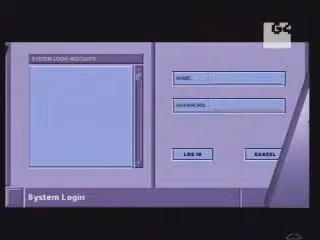 G4
SYSTEM LOGIN ACCOUNTS
NAME:
PASSWORD:
LOG IN
CANCEL
System Login